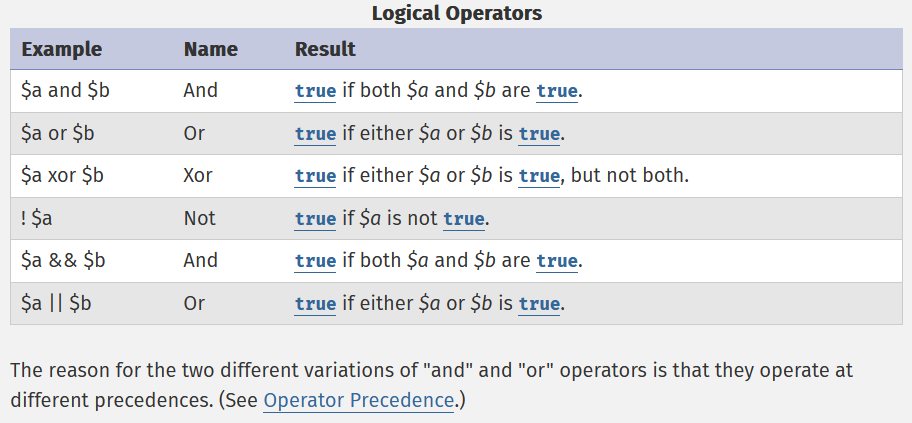 Logical Operators
Example Name Result
$a and $b And true if both $a and $b are true.
$a or $b Or true if either $a or $b is true.
$a xor $b Xor true if either $a or $b is true, but not both.
! $a Not true if $a is not true.
$a && $b And true if both $a and $b are true.
$a || $b Or true if either $a or $b is true.
The reason for the two different variations of "and" and "or" operators is that they operate at
different precedences. (See Operator Precedence.)